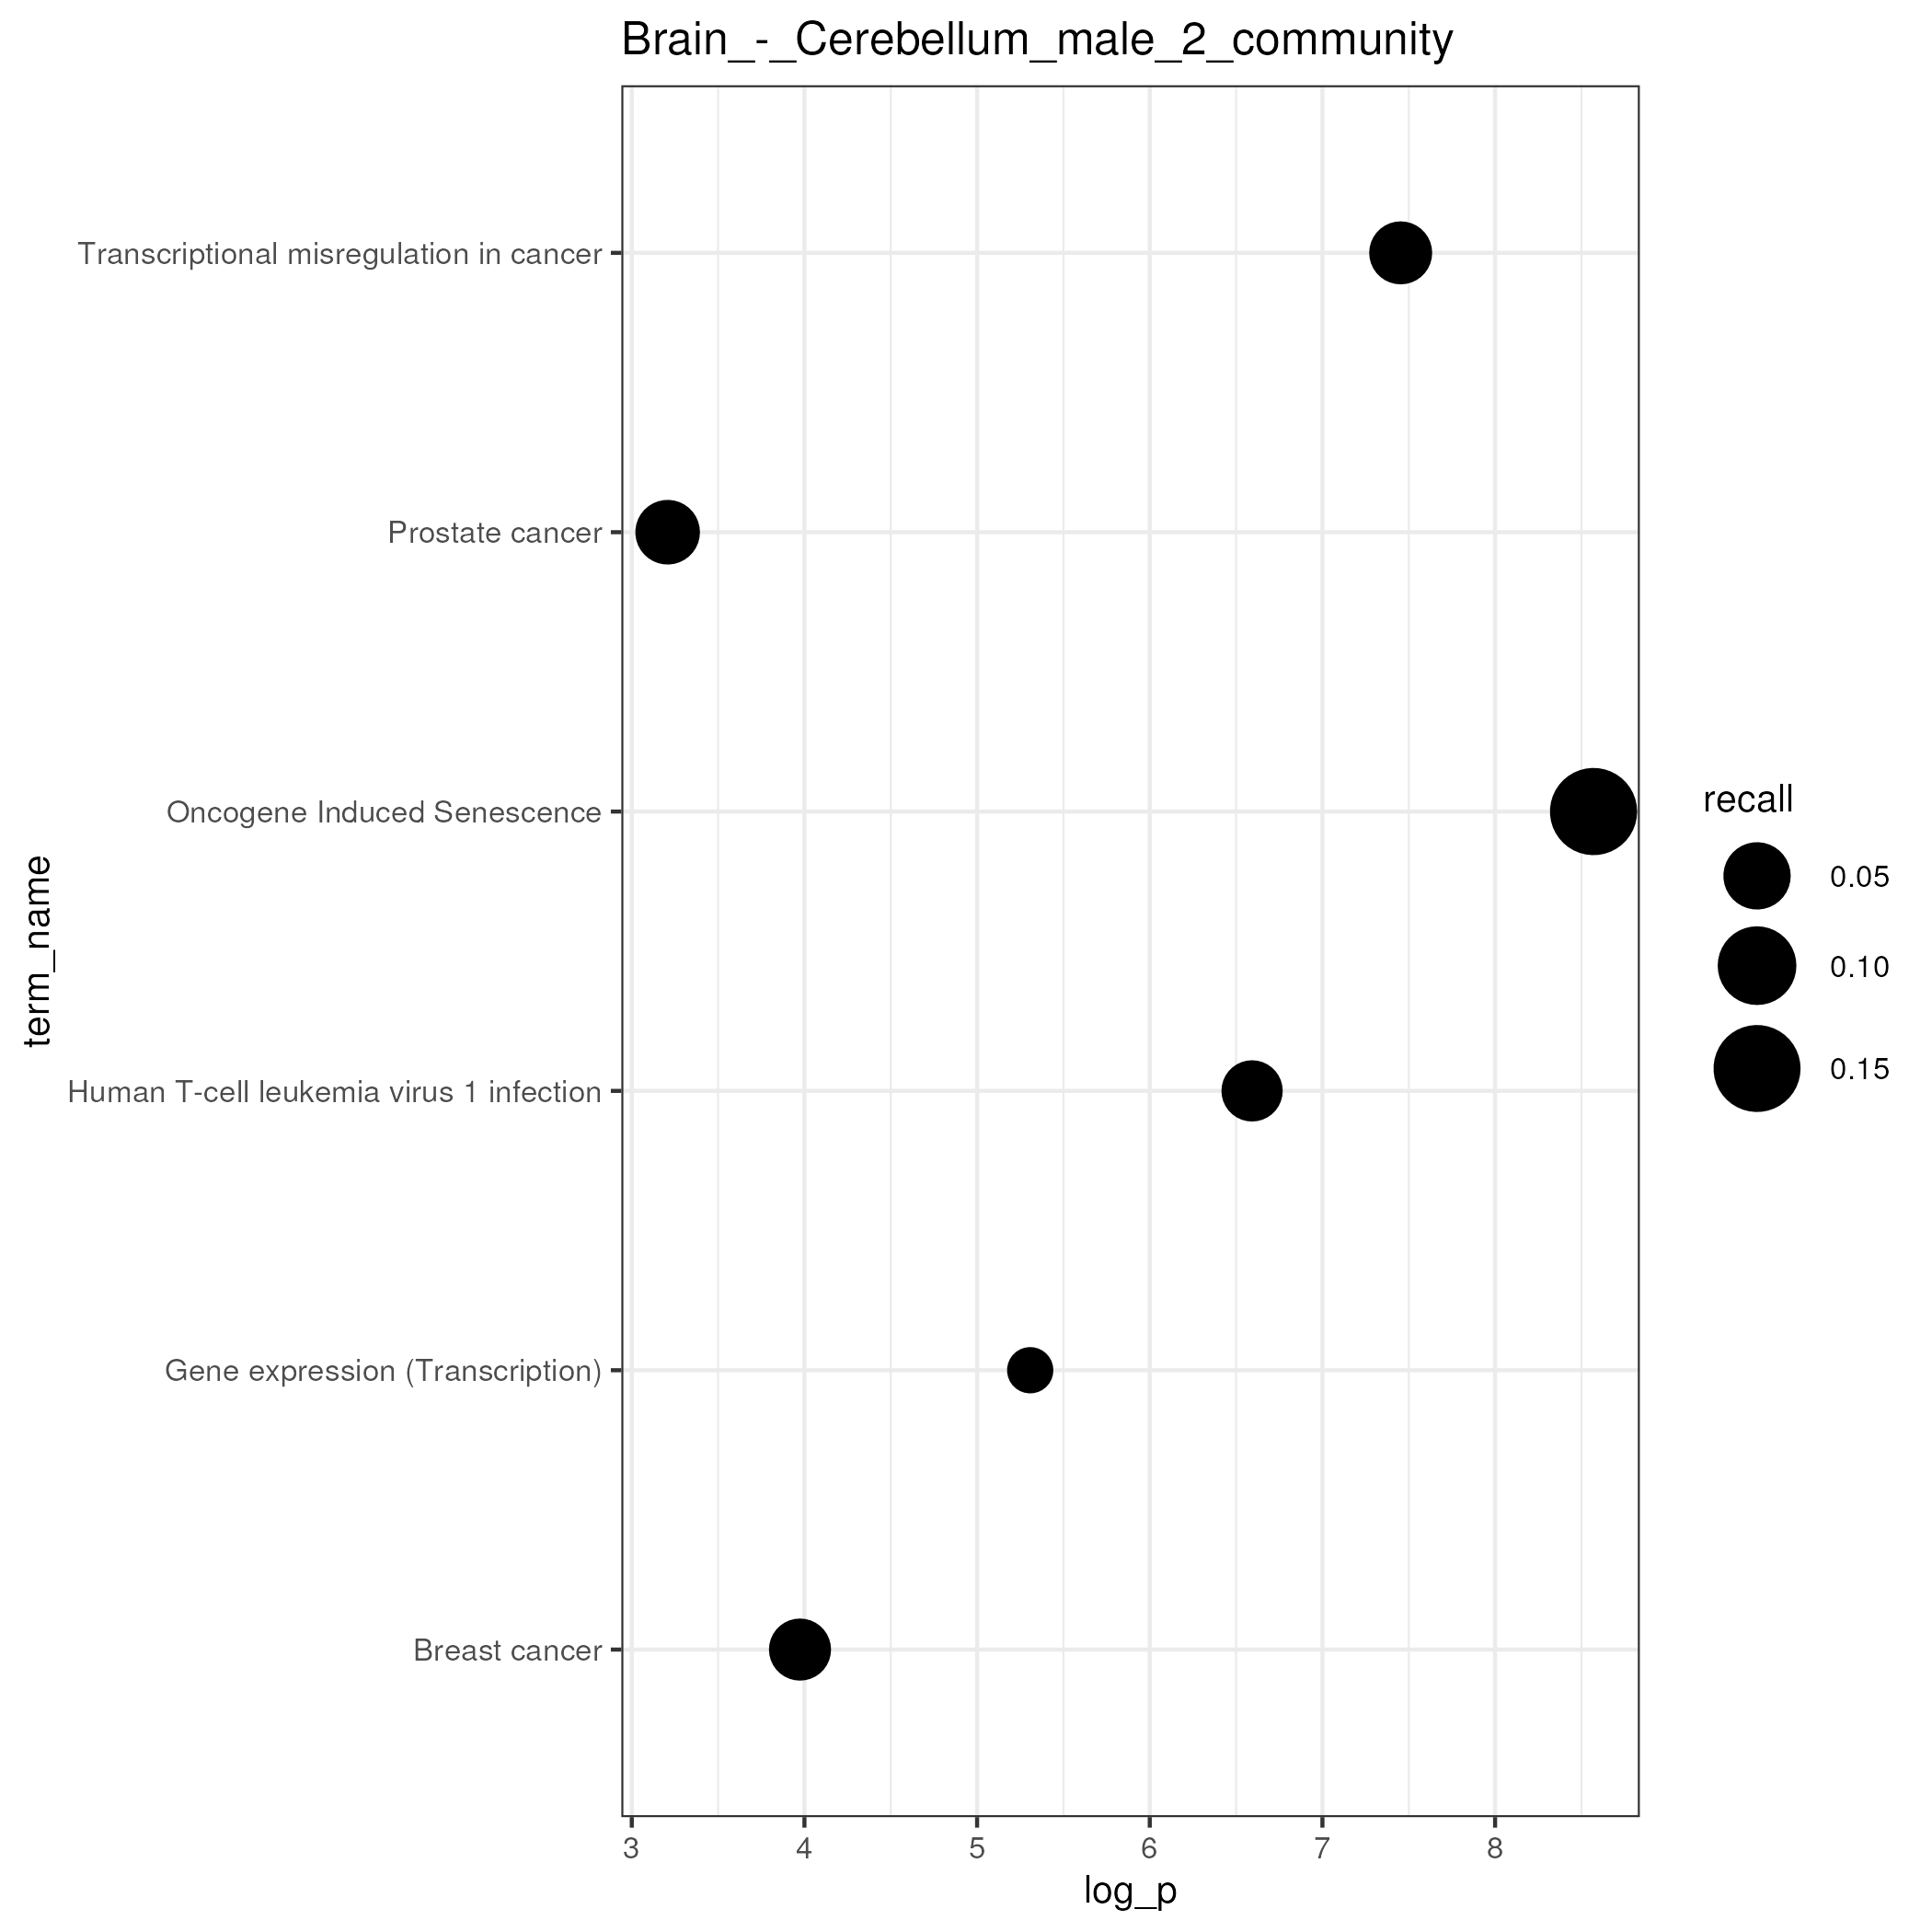 Brain_-_Cerebellum_male_2_community
Transcriptional misregulation in cancer
Prostate cancer
Oncogene Induced Senescence
Human T-cell leukemia virus 1 infection
Gene expression (Transcription)
Breast cancer
term_name
3 4 5 6 7 8
log_p
recall
0.05
0.10
0.15